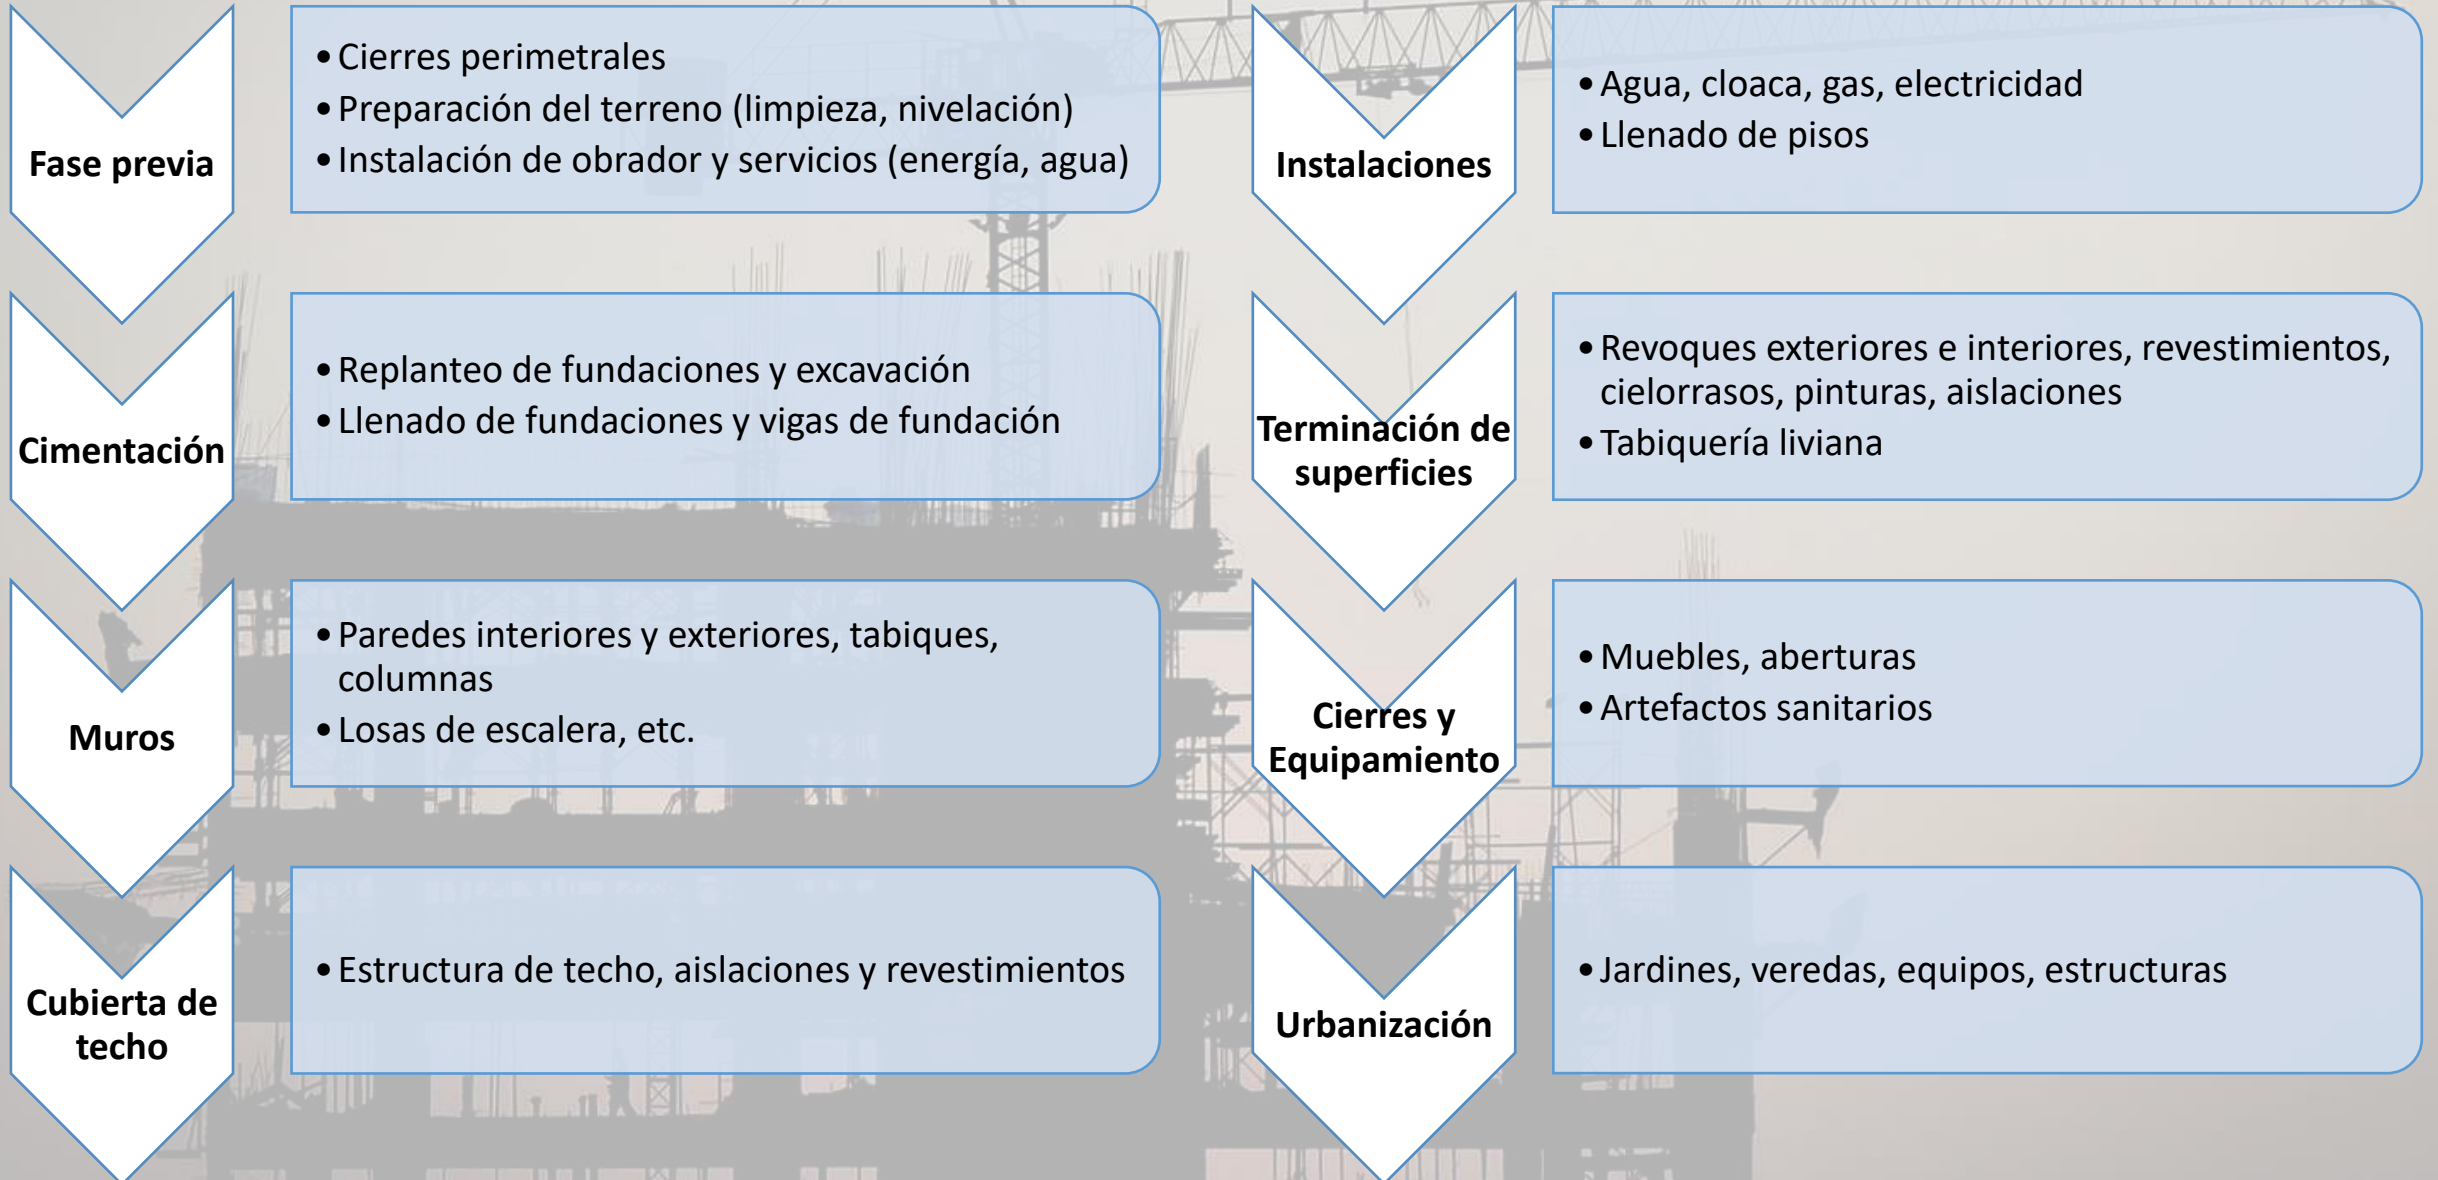 Fase previa
• Cierres perimetrales
• Preparación del terreno (limpieza, nivelación)
• Instalación de obrador y servicios (energía, agua)
Cimentación
• Replanteo de fundaciones y excavación
• Llenado de fundaciones y vigas de fundación
Muros
• Paredes interiores y exteriores, tabiques,
columnas
• Losas de escalera, etc.
Cubierta de
techo
• Estructura de techo, aislaciones y revestimientos
Instalaciones
• Agua, cloaca, gas, electricidad
• Llenado de pisos
Terminación de
superficies
• Revoques exteriores e interiores, revestimientos,
cielorrasos, pinturas, aislaciones
• Tabiquería liviana
Cierres y
Equipamiento
• Muebles, aberturas
• Artefactos sanitarios
Urbanización
• Jardines, veredas, equipos, estructuras